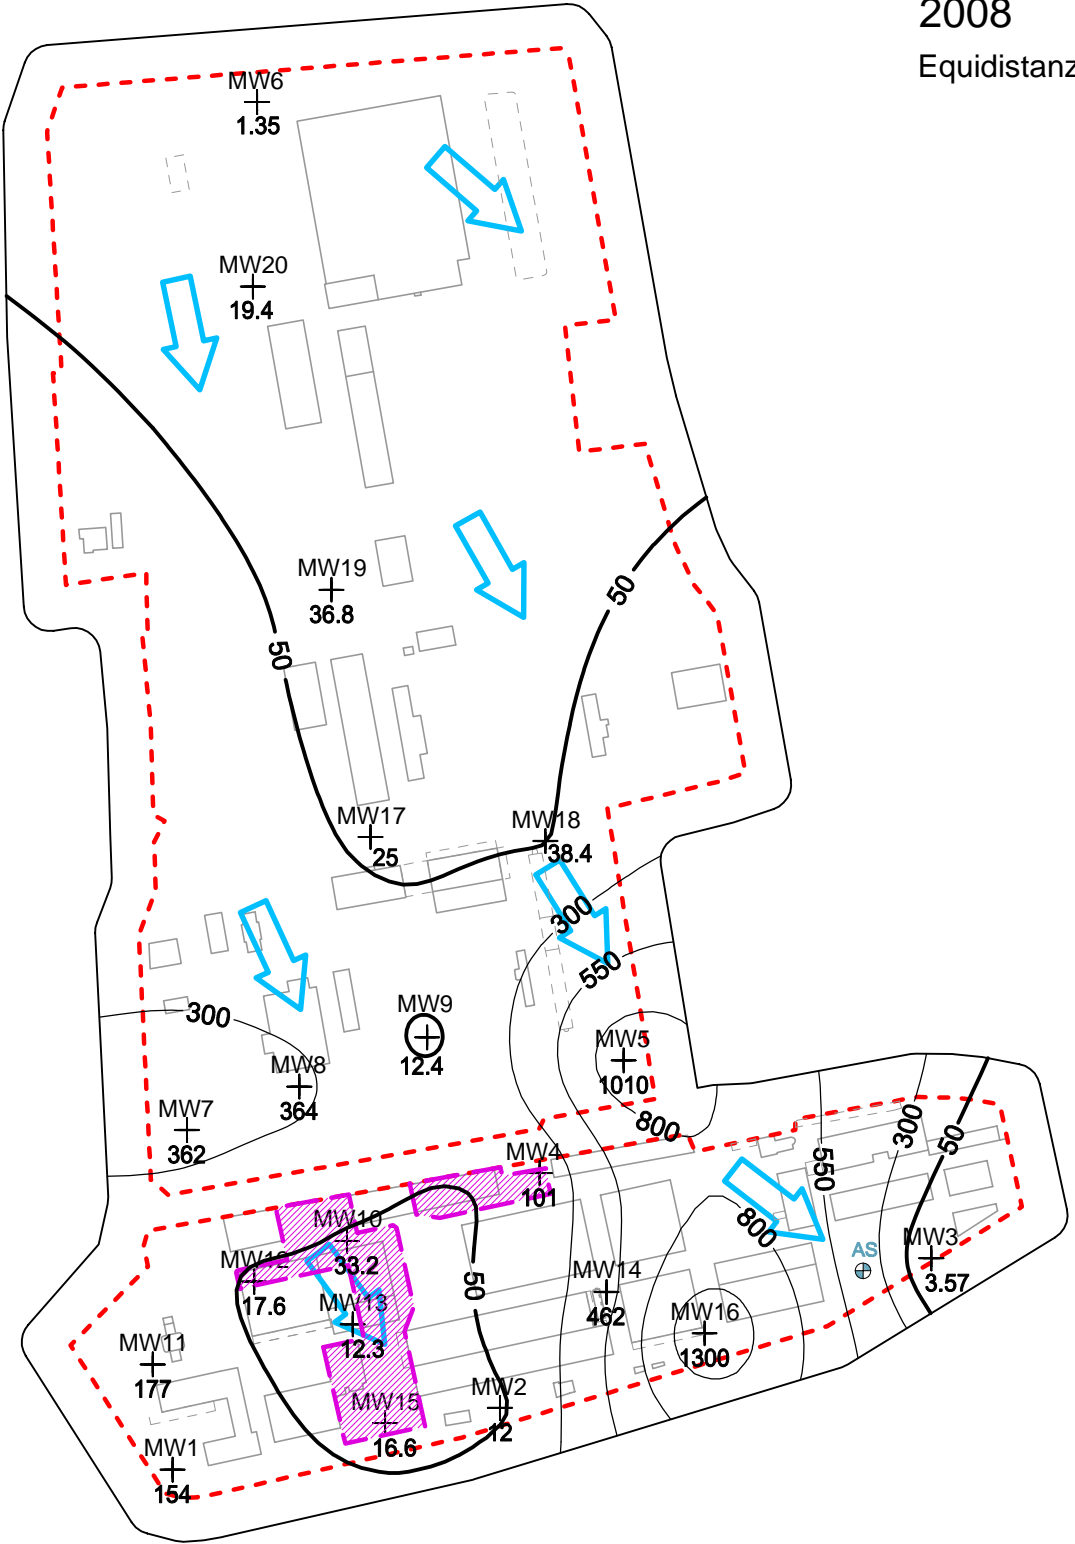 2008
Equidistanz
MW6
1.35
MW20
19.4
MW19
36.8
50
50
MW17
25
MW18
38.4
300
550
300
MW9
12.4
MW5
1010
MW8
364
MW7
362
800
MW4
101
550
300
50
MW10
33.2
800
MW3
3.57
AS
MW12
17.6
50
MW14
462
MW13
12.3
MW16
1300
MW11
177
MW2
12
MW15
16.6
MW1
154